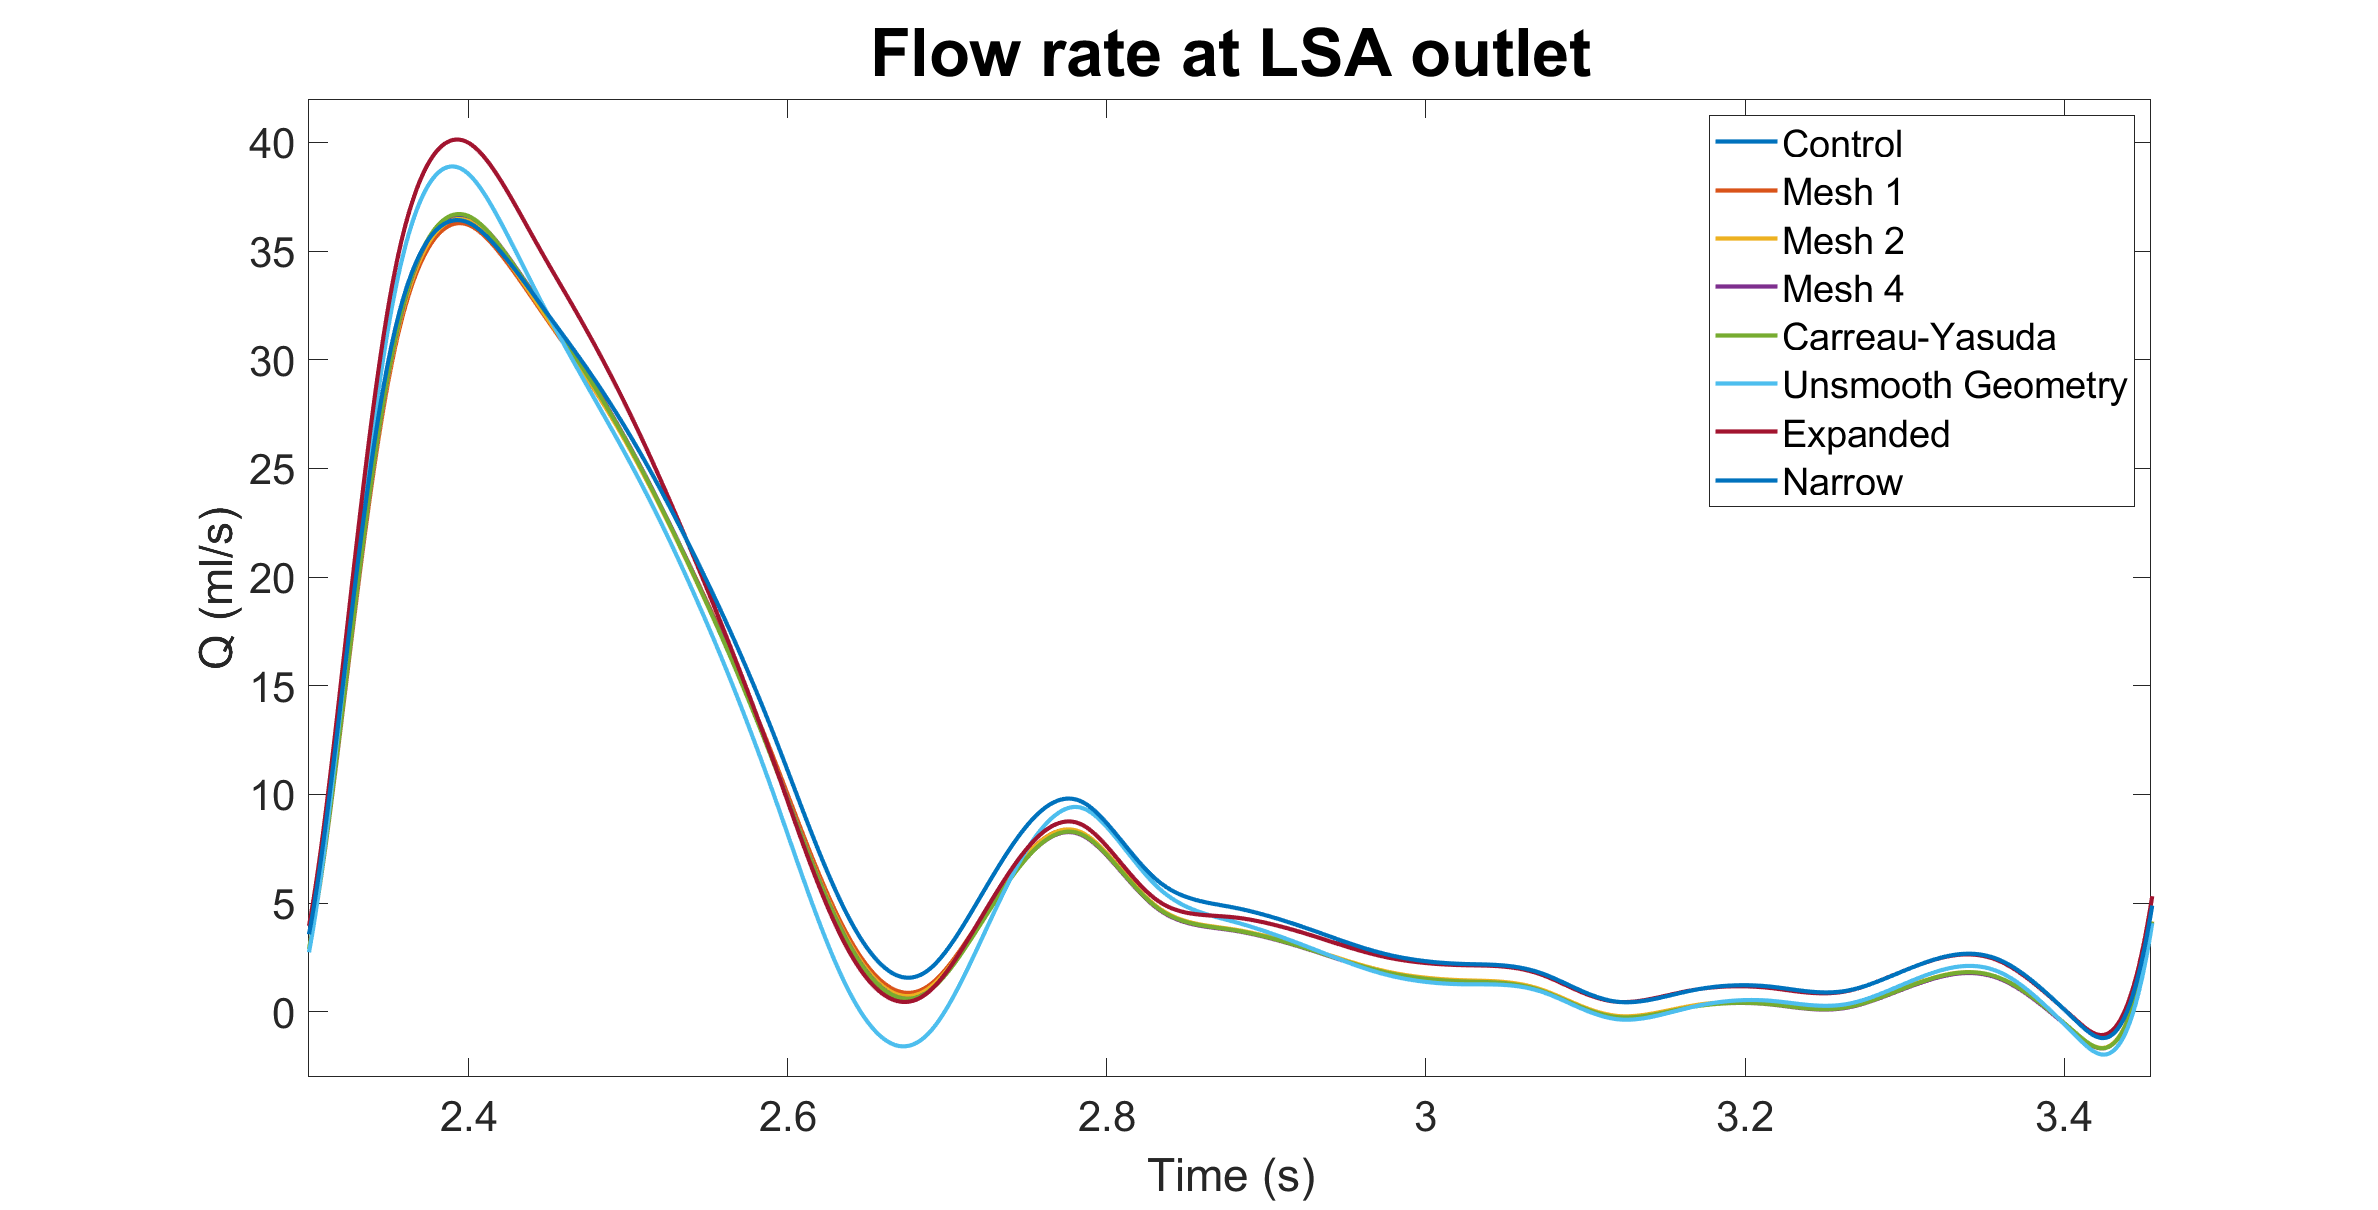 Flow rate at LSA outlet
40
35
30
25
20
15
10
5
0
Q (ml/s)
Control
Mesh 1
Mesh 2
Mesh 4
Carreau-Yasuda
Unsmooth Geometry
Expanded
Narrow
2.4 2.6 2.8 3 3.2 3.4
Time (s)